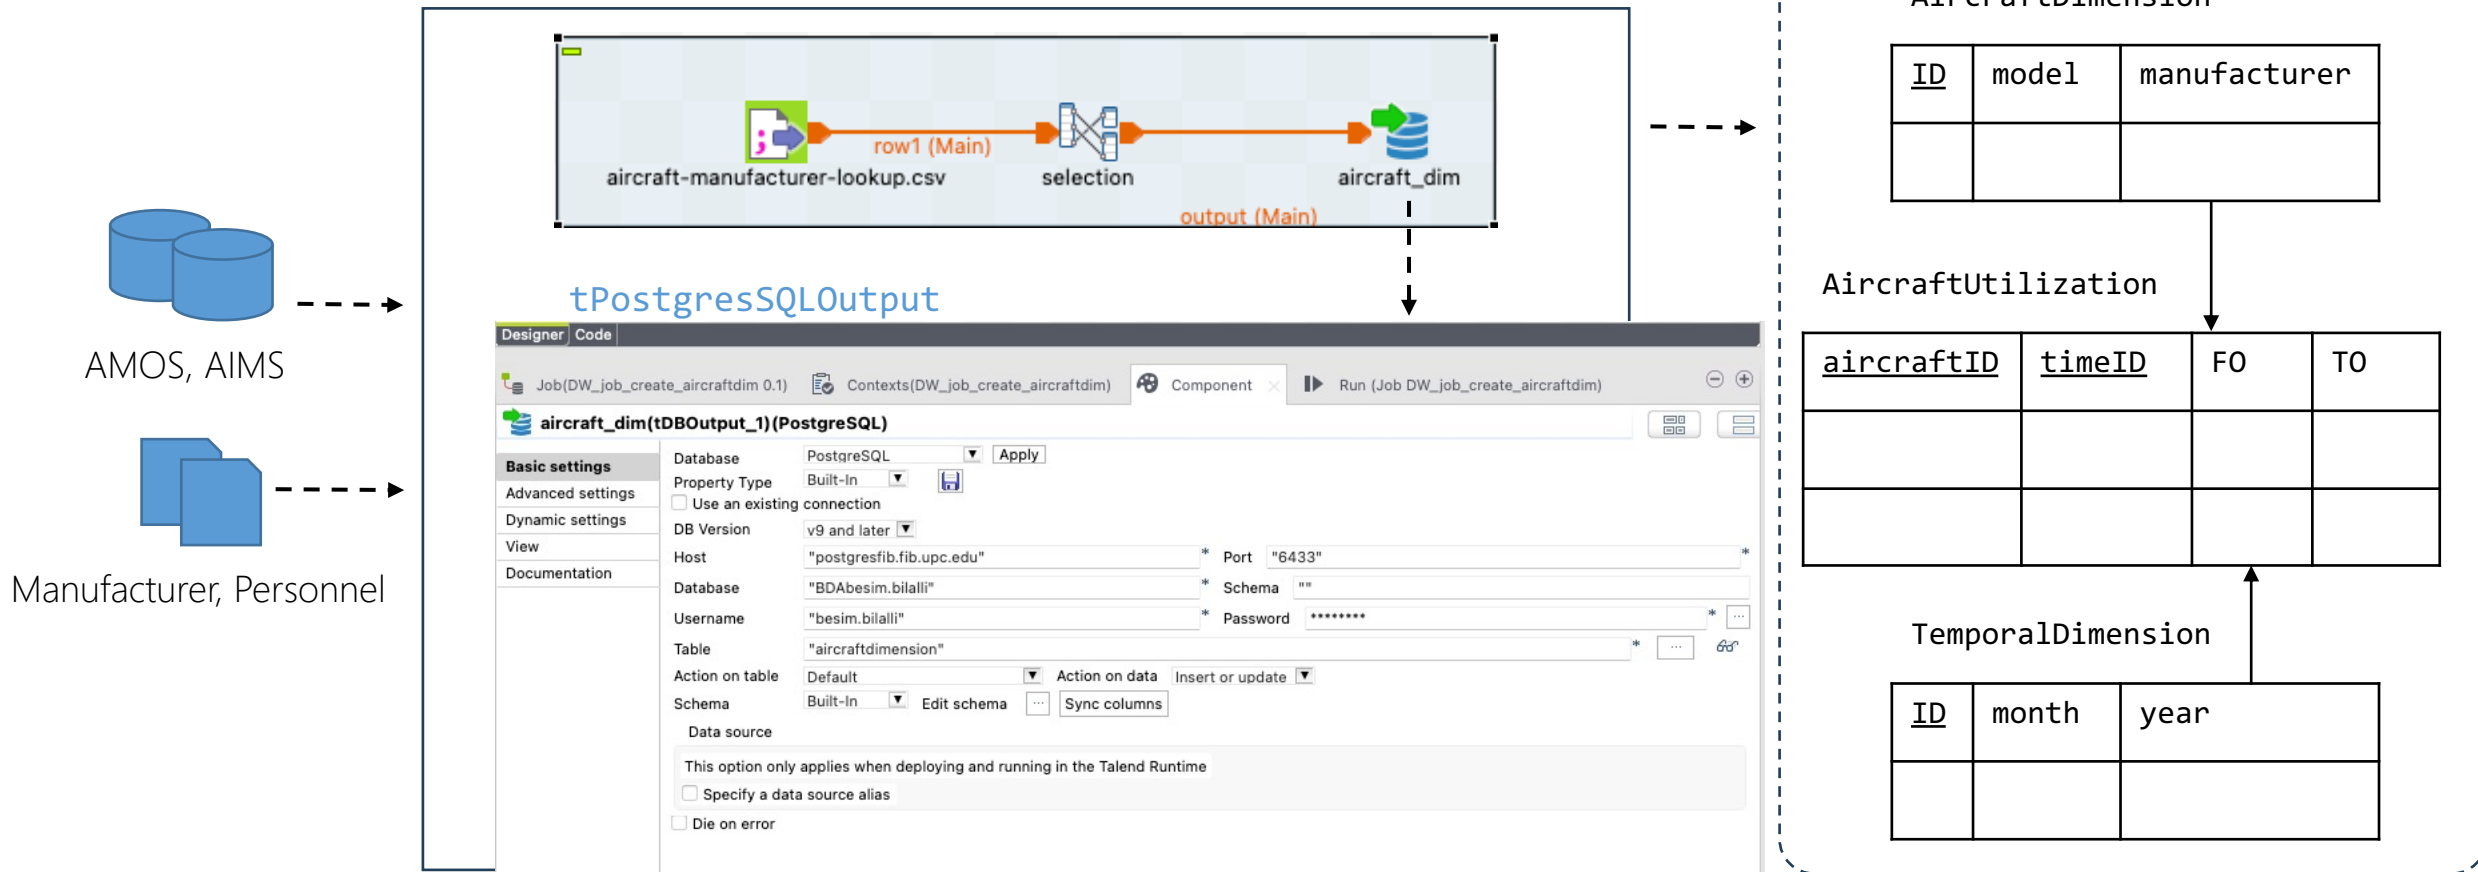 AircraftDimension
ID model manufacturer
row1 (Main)
aircraft-manufacturer-lookup.csv selection aircraft_dim
output (Main)
AMOS, AIMS
Manufacturer, Personnel
tPostgresSQLOutput
Designer Code
Job(DW_job_create_aircraftdim 0.1) Contexts(DW_job_create_aircraftdim) Component Run (Job DW_job_create_aircraftdim)
aircraft_dim(tDBOutput_1)(PostgreSQL)
Basic settings
Advanced settings
Dynamic settings
View
Documentation
Database PostgreSQL Apply
Property Type Built-In
Use an existing connection
DB Version v9 and later
Host "postgresfib.fib.upc.edu" * Port "6433" *
Database "BDAbesim.bilalli" * Schema ""
Username "besim.bilalli" * Password ******** * ...
Table "aircraftdimension" * ...
Action on table Default Action on data Insert or update
Schema Built-In Edit schema ... Sync columns
Data source
This option only applies when deploying and running in the Talend Runtime
Specify a data source alias
Die on error
AircraftUtilization
aircraftID timeID FO TO
TemporalDimension
ID month year